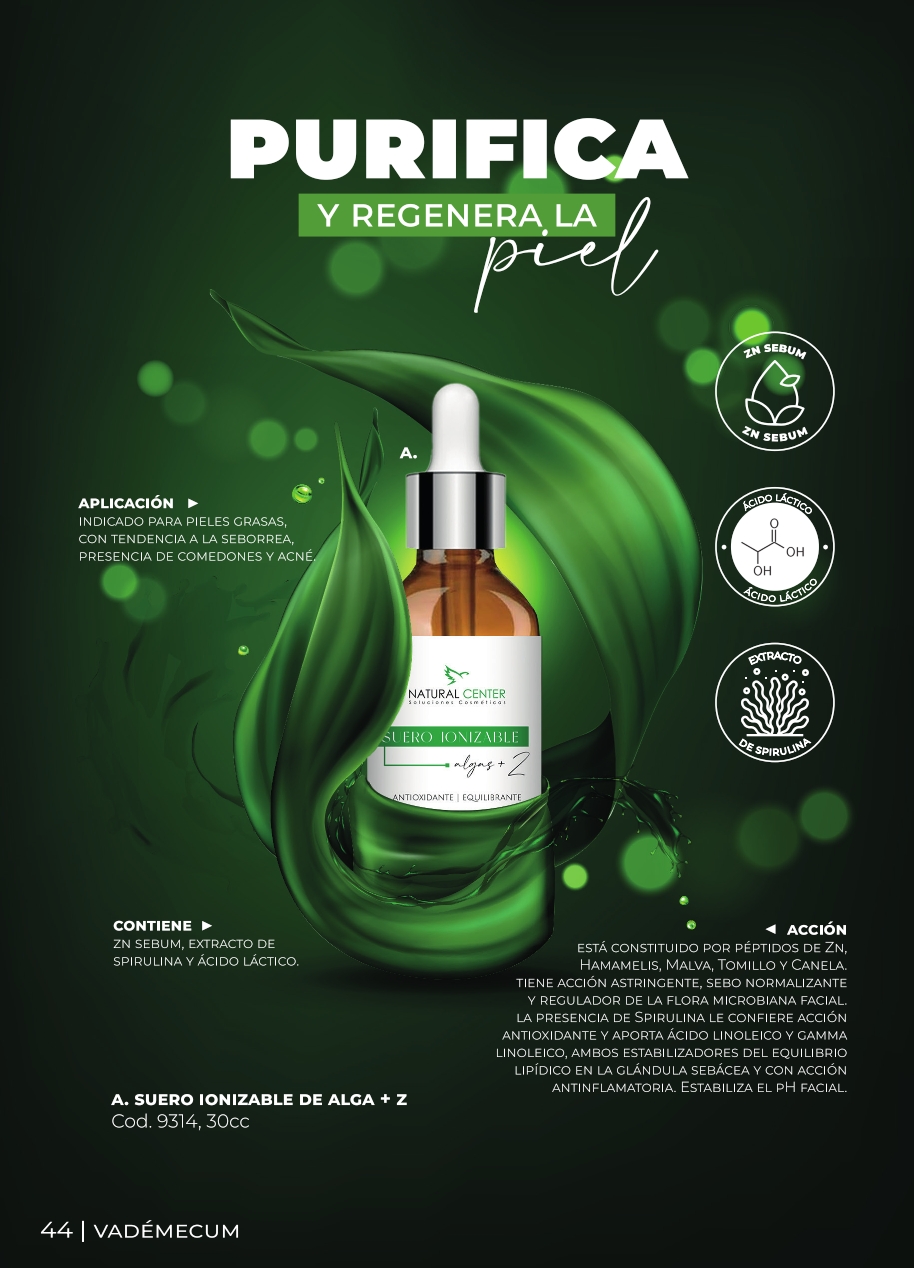 PURIFICA
Y REGENERA LA
piel
ZN SEBUM
ZN SEBUM
A.
APLICACIÓN ►
INDICADO PARA PIELES GRASAS,
CON TENDENCIA A LA SEBORREA,
PRESENCIA DE COMEDONES Y ACNÉ.
ÁCIDO LÁCTICO
O
OH
OH
ÁCIDO LÁCTICO
EXTRACTO
DE SPIRULINA
NATURAL CENTER
Soluciones Cosméticas
SUERO IONIZABLE
algas + Z
ANTIOXIDANTE | EQUILIBRANTE
CONTIENE ►
ZN SEBUM, EXTRACTO DE
SPIRULINA Y ÁCIDO LÁCTICO.
◄ ACCIÓN
ESTÁ CONSTITUIDO POR PÉPTIDOS DE ZN,
HAMAMELIS, MALVA, TOMILLO Y CANELA.
TIENE ACCIÓN ASTRINGENTE, SEBO NORMALIZANTE
Y REGULADOR DE LA FLORA MICROBIANA FACIAL.
LA PRESENCIA DE SPIRULINA LE CONFIERE ACCIÓN
ANTIOXIDANTE Y APORTA ÁCIDO LINOLEICO Y GAMMA
LINOLEICO, AMBOS ESTABILIZADORES DEL EQUILIBRIO
LIPÍDICO EN LA GLÁNDULA SEBÁCEA Y CON ACCIÓN
ANTINFLAMATORIA. ESTABILIZA EL PH FACIAL.
A. SUERO IONIZABLE DE ALGA + Z
Cod. 9314, 30cc
44 | VADÉMECUM